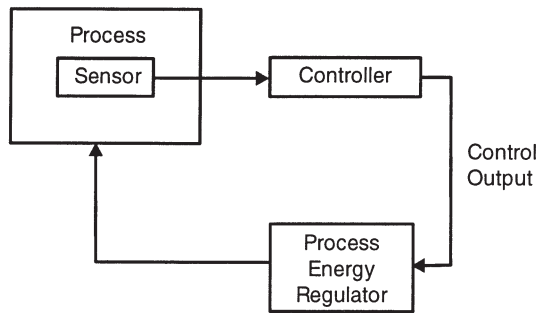 Process
Sensor
Controller
Control
Output
Process
Energy
Regulator